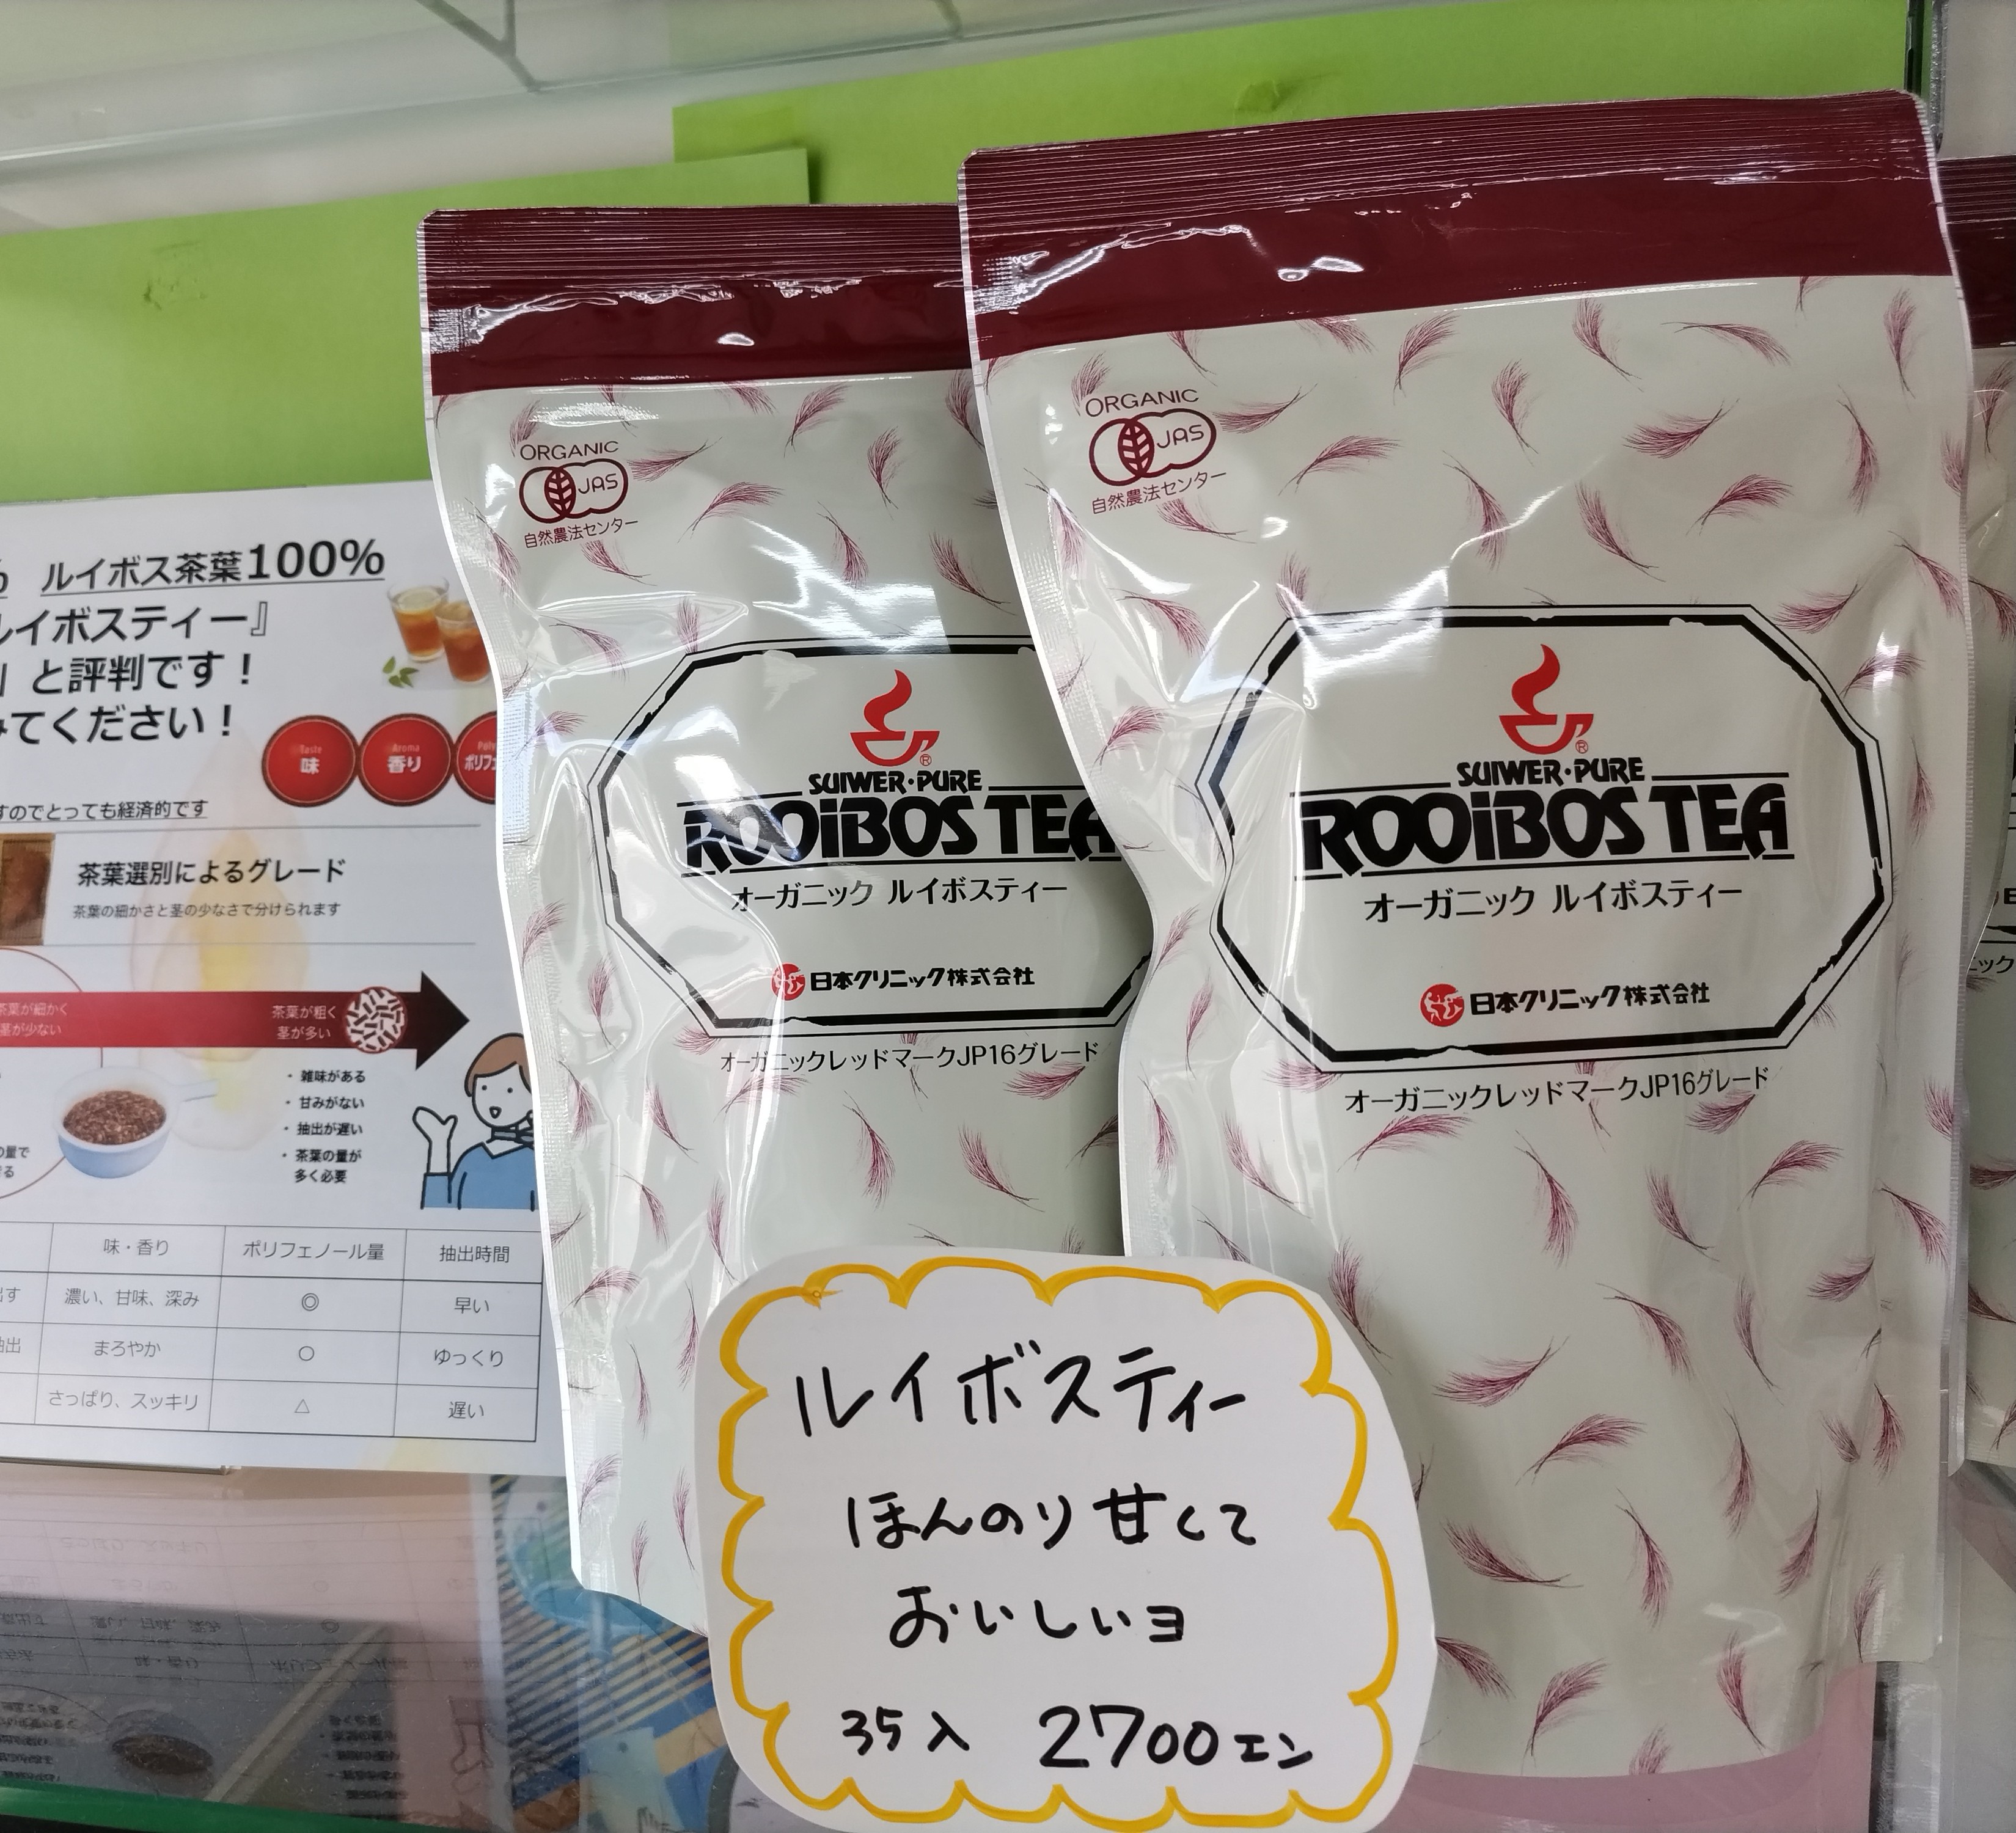 ルイボス茶葉100%
ルイボスティー』
と評判です！
みてください！
Taste
味
Aroma
香り
すのでとっても経済的です
茶葉選別によるグレード
茶葉の細かさと茎の少なさで分けられます
茶葉が細かく
茎が少ない
茶葉が粗く
茎が多い
・雑味がある
・甘みがない
・抽出が遅い
・茶葉の量が
多く必要
味・香り ポリフェノール量 抽出時間
濃い、甘味、深み ◎ 早い
まろやか ○ ゆっくり
さっぱり、スッキリ △ 遅い
ORGANIC
JAS
自然農法センター
SUIWER・PURE
ROOiBOS TEA
オーガニック ルイボスティー
日本クリニック株式会社
オーガニックレッドマークJP16グレード
ORGANIC
JAS
自然農法センター
SUIWER・PURE
ROOiBOS TEA
オーガニック ルイボスティー
日本クリニック株式会社
オーガニックレッドマークJP16グレード
ルイボスティー
ほんのり甘くて
おいしいヨ
35入 2700エン